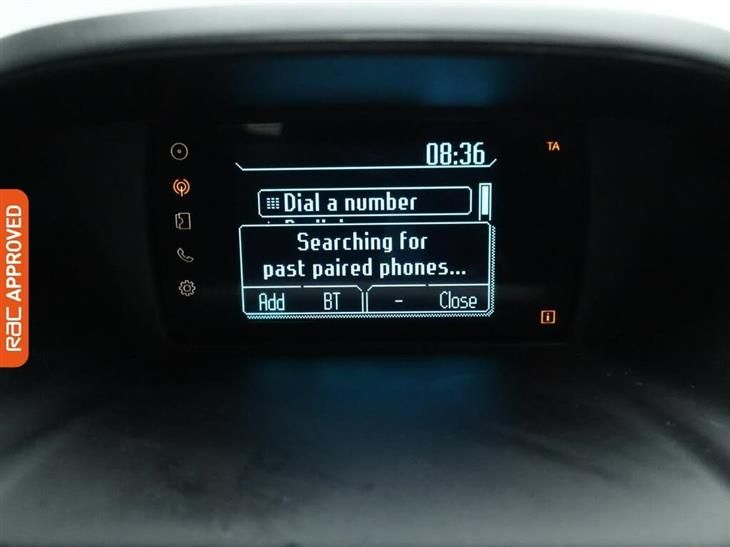 08:36
TA
Dial a number
Searching for
past paired phones...
Add BT - Close
i
RAC APPROVED